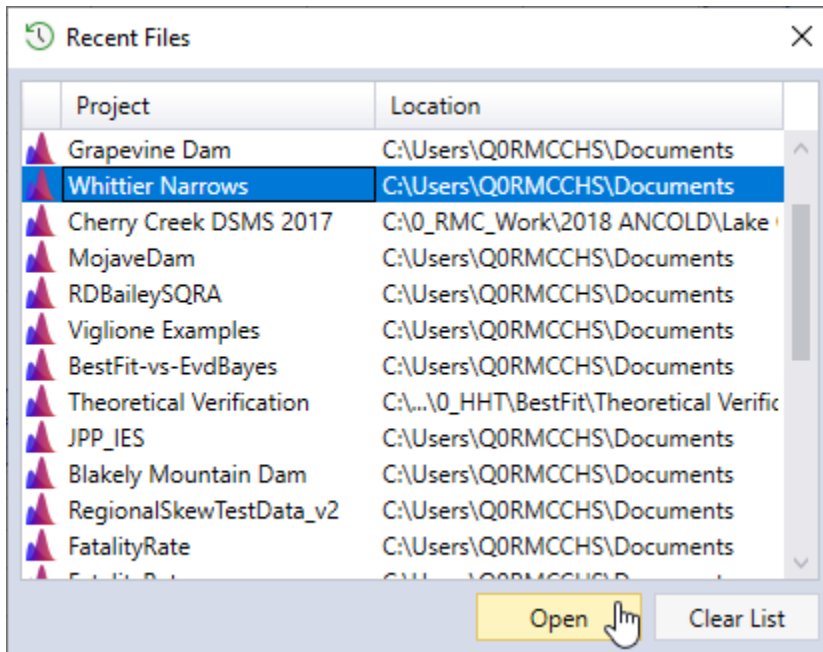 Recent Files
Project Location
Grapevine Dam C:\Users\Q0RMCCHS\Documents
Whittier Narrows C:\Users\Q0RMCCHS\Documents
Cherry Creek DSMS 2017 C:\0_RMC_Work\2018 ANCOLD\Lake
MojaveDam C:\Users\Q0RMCCHS\Documents
RDBaileySQRA C:\Users\Q0RMCCHS\Documents
Viglione Examples C:\Users\Q0RMCCHS\Documents
BestFit-vs-EvdBayes C:\Users\Q0RMCCHS\Documents
Theoretical Verification C:\...\0_HHT\BestFit\Theoretical Verific
JPP_IES C:\Users\Q0RMCCHS\Documents
Blakely Mountain Dam C:\Users\Q0RMCCHS\Documents
RegionalSkewTestData_v2 C:\Users\Q0RMCCHS\Documents
FatalityRate C:\Users\Q0RMCCHS\Documents
Open Clear List